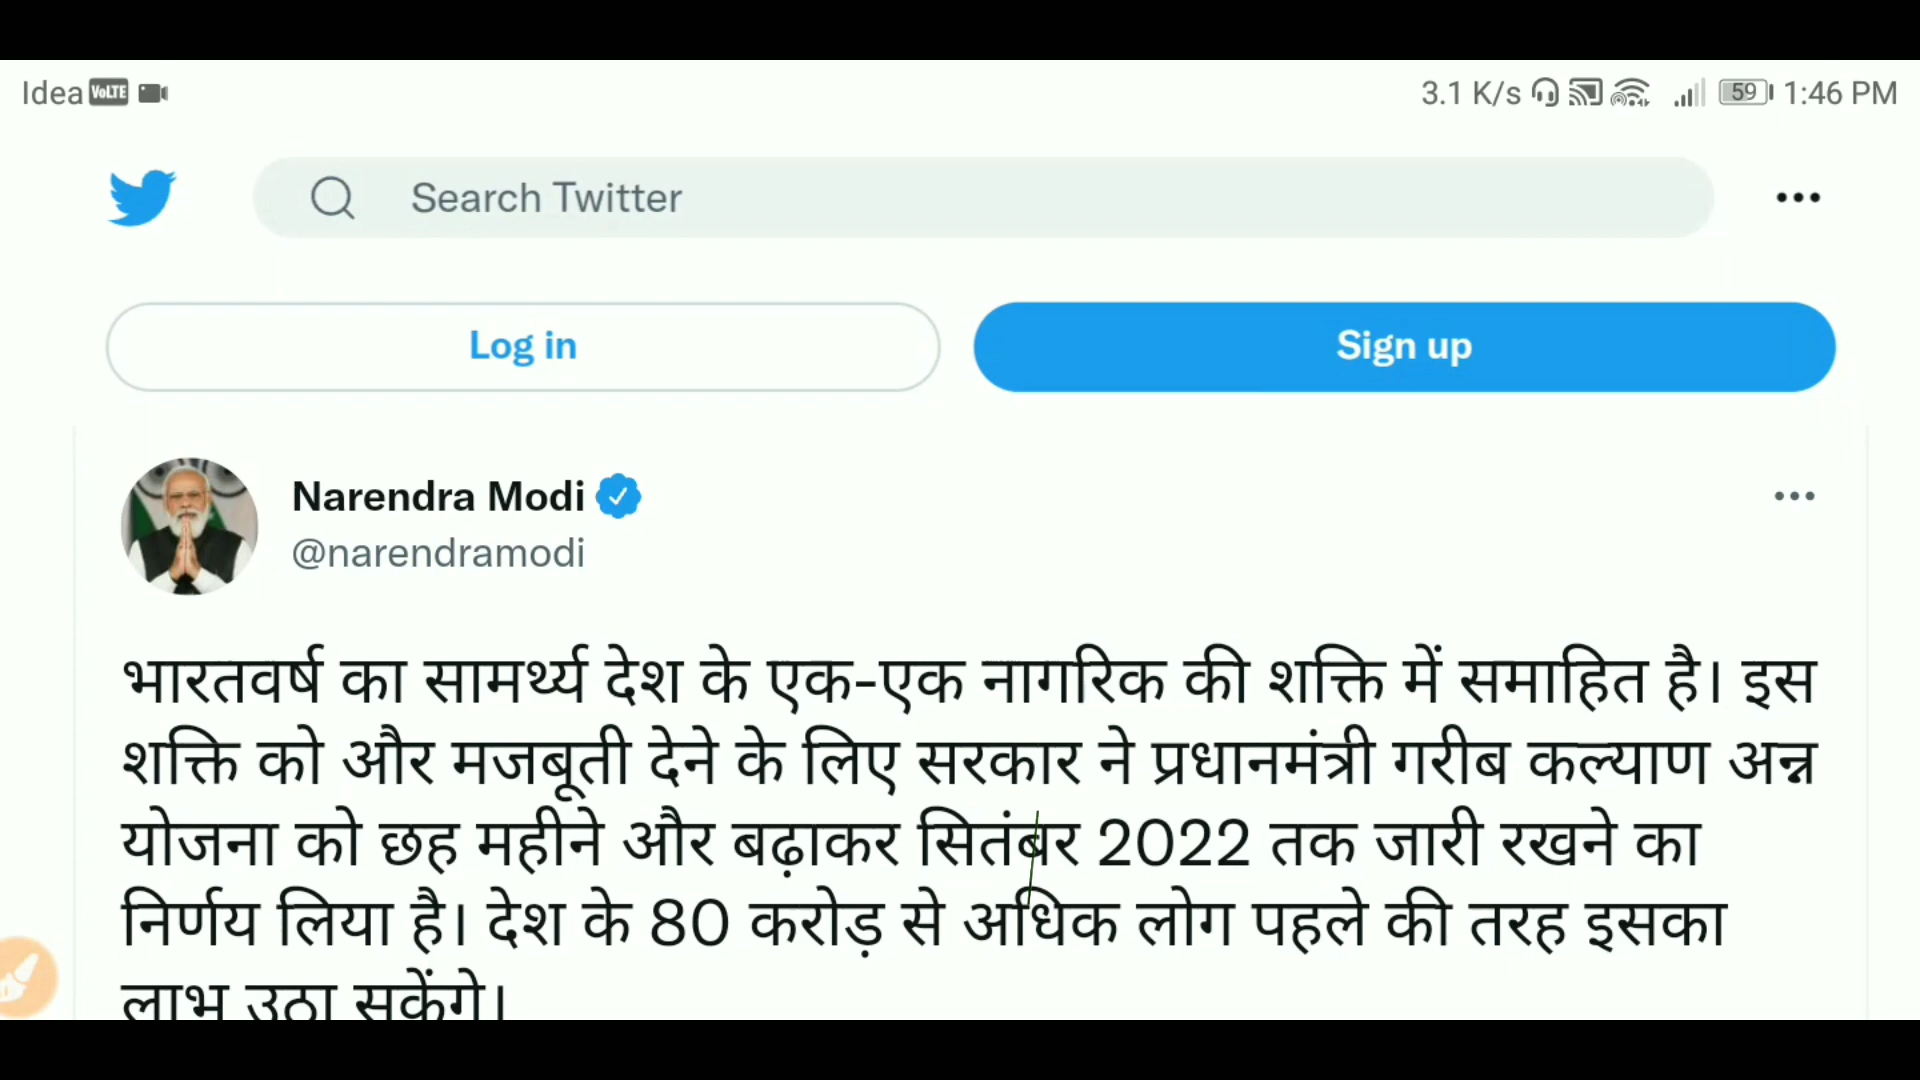 Idea VoLTE 3.1 K/s 59 1:46 PM
Search Twitter
Log in Sign up
Narendra Modi
@narendramodi
भारतवर्ष का सामर्थ्य देश के एक-एक नागरिक की शक्ति में समाहित है। इस
शक्ति को और मजबूती देने के लिए सरकार ने प्रधानमंत्री गरीब कल्याण अन्न
योजना को छह महीने और बढ़ाकर सितंबर 2022 तक जारी रखने का
निर्णय लिया है। देश के 80 करोड़ से अधिक लोग पहले की तरह इसका
लाभ उठा सकेंगे।